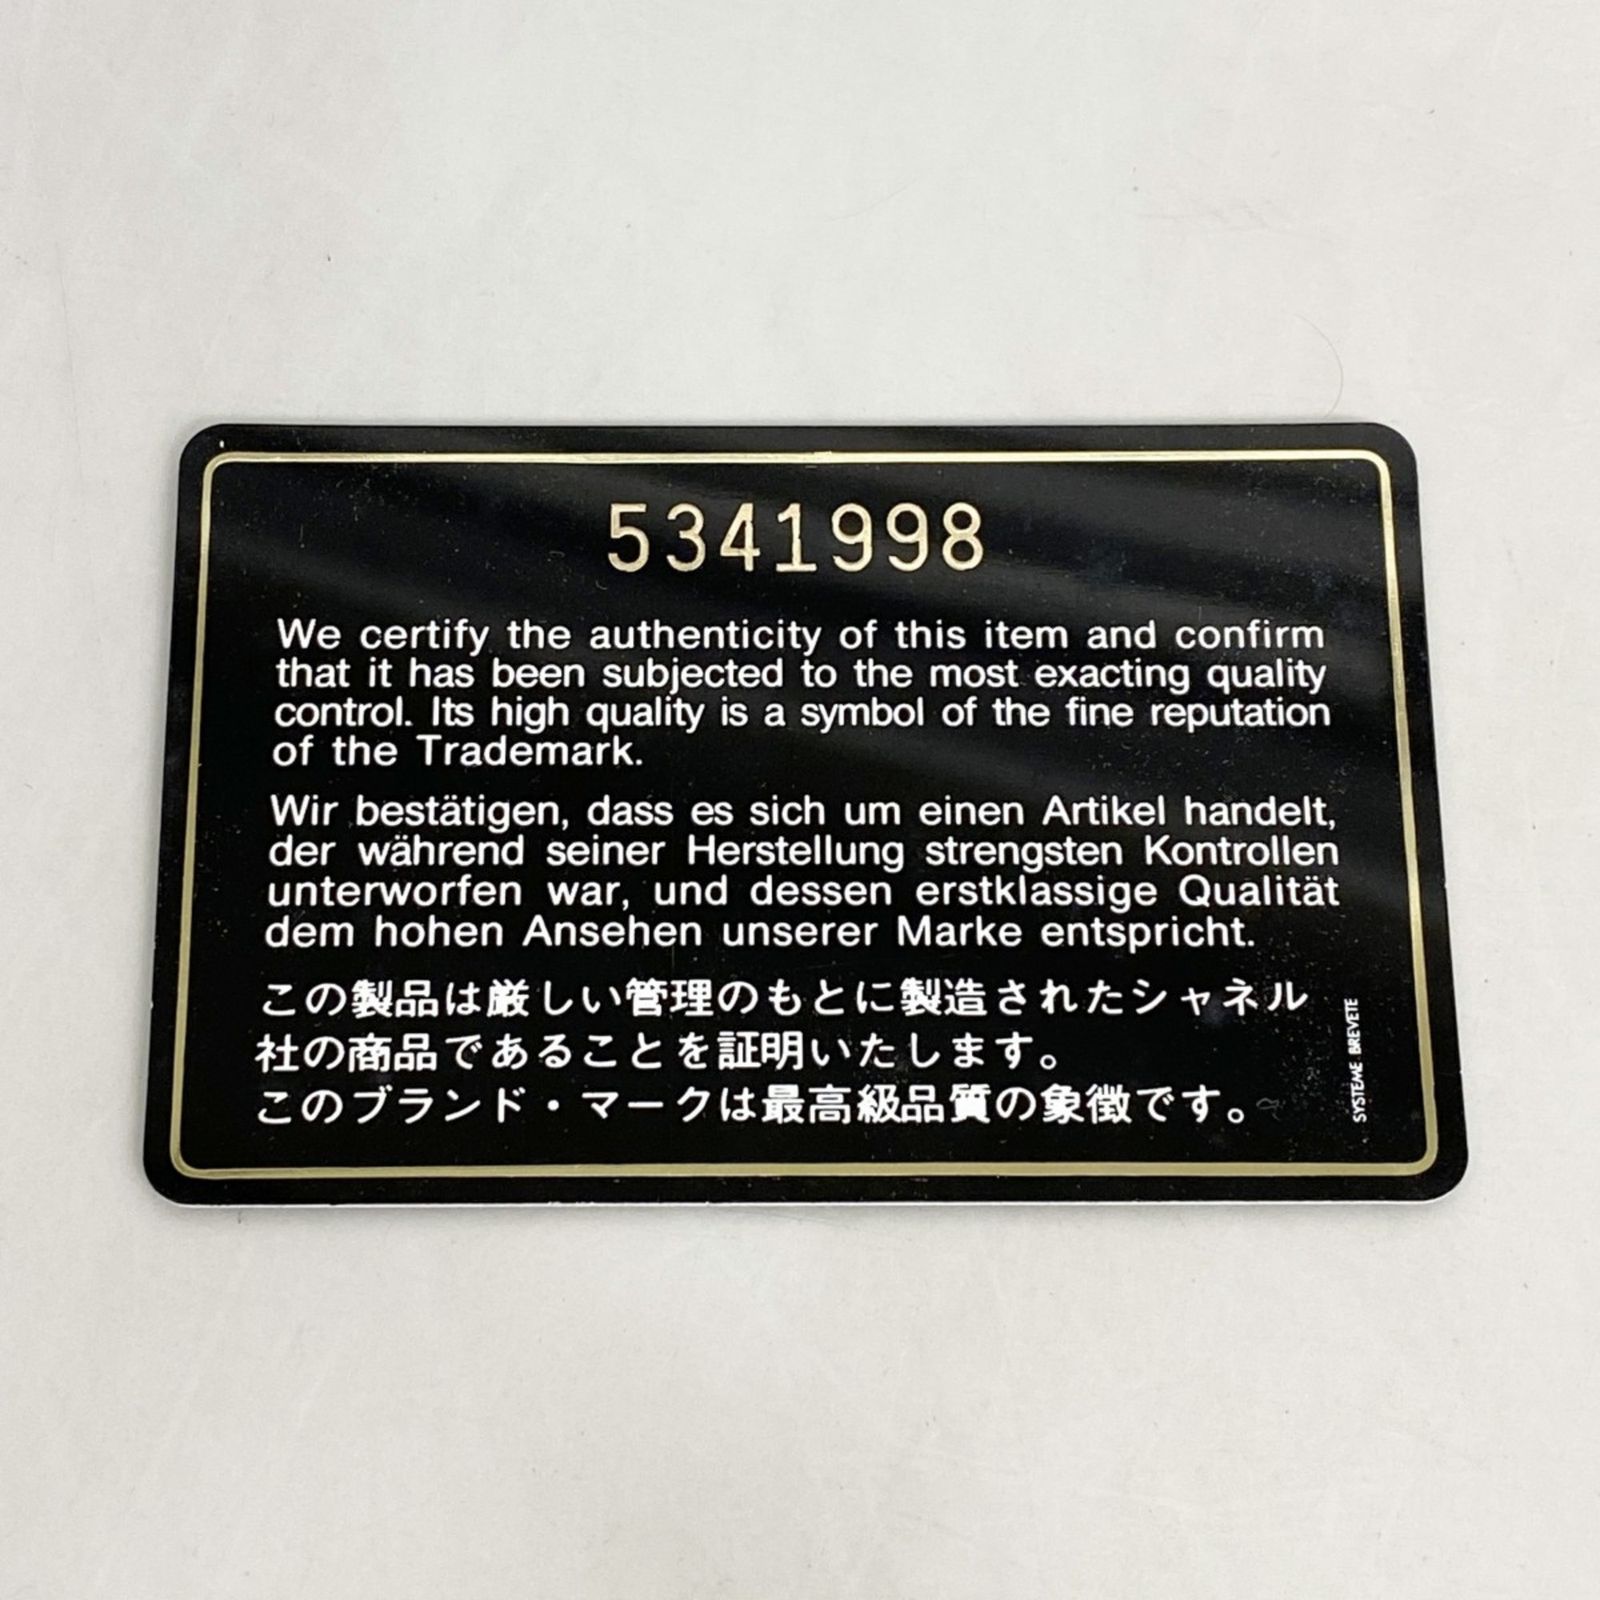 5341998
We certify the authenticity of this item and confirm
that it has been subjected to the most exacting quality
control. Its high quality is a symbol of the fine reputation
of the Trademark.
Wir bestätigen, dass es sich um einen Artikel handelt,
der während seiner Herstellung strengsten Kontrollen
unterworfen war, und dessen erstklassige Qualität
dem hohen Ansehen unserer Marke entspricht.
この製品は厳しい管理のもとに製造されたシャネル
社の商品であることを証明いたします。
このブランド・マークは最高級品質の象徴です。
SYSTEME BREVETE